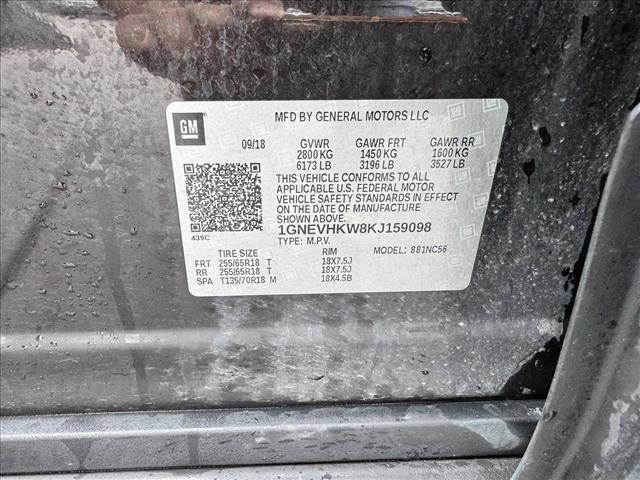 MFD BY GENERAL MOTORS LLC
GM
09/18 GVWR GAWR FRT GAWR RR
2800 KG 1450 KG 1600 KG
6173 LB 3196 LB 3527 LB
THIS VEHICLE CONFORMS TO ALL
APPLICABLE U.S. FEDERAL MOTOR
VEHICLE SAFETY STANDARDS IN EFFECT
ON THE DATE OF MANUFACTURE
SHOWN ABOVE.
1GNEVHKW8KJ159098
439C
TYPE: M.P.V. MODEL: 881NC56
TIRE SIZE RIM
FRT 255/65R18 T 18X7.5J
RR 255/65R18 T 18X7.5J
SPA T135/70R18 M 18X4.5B